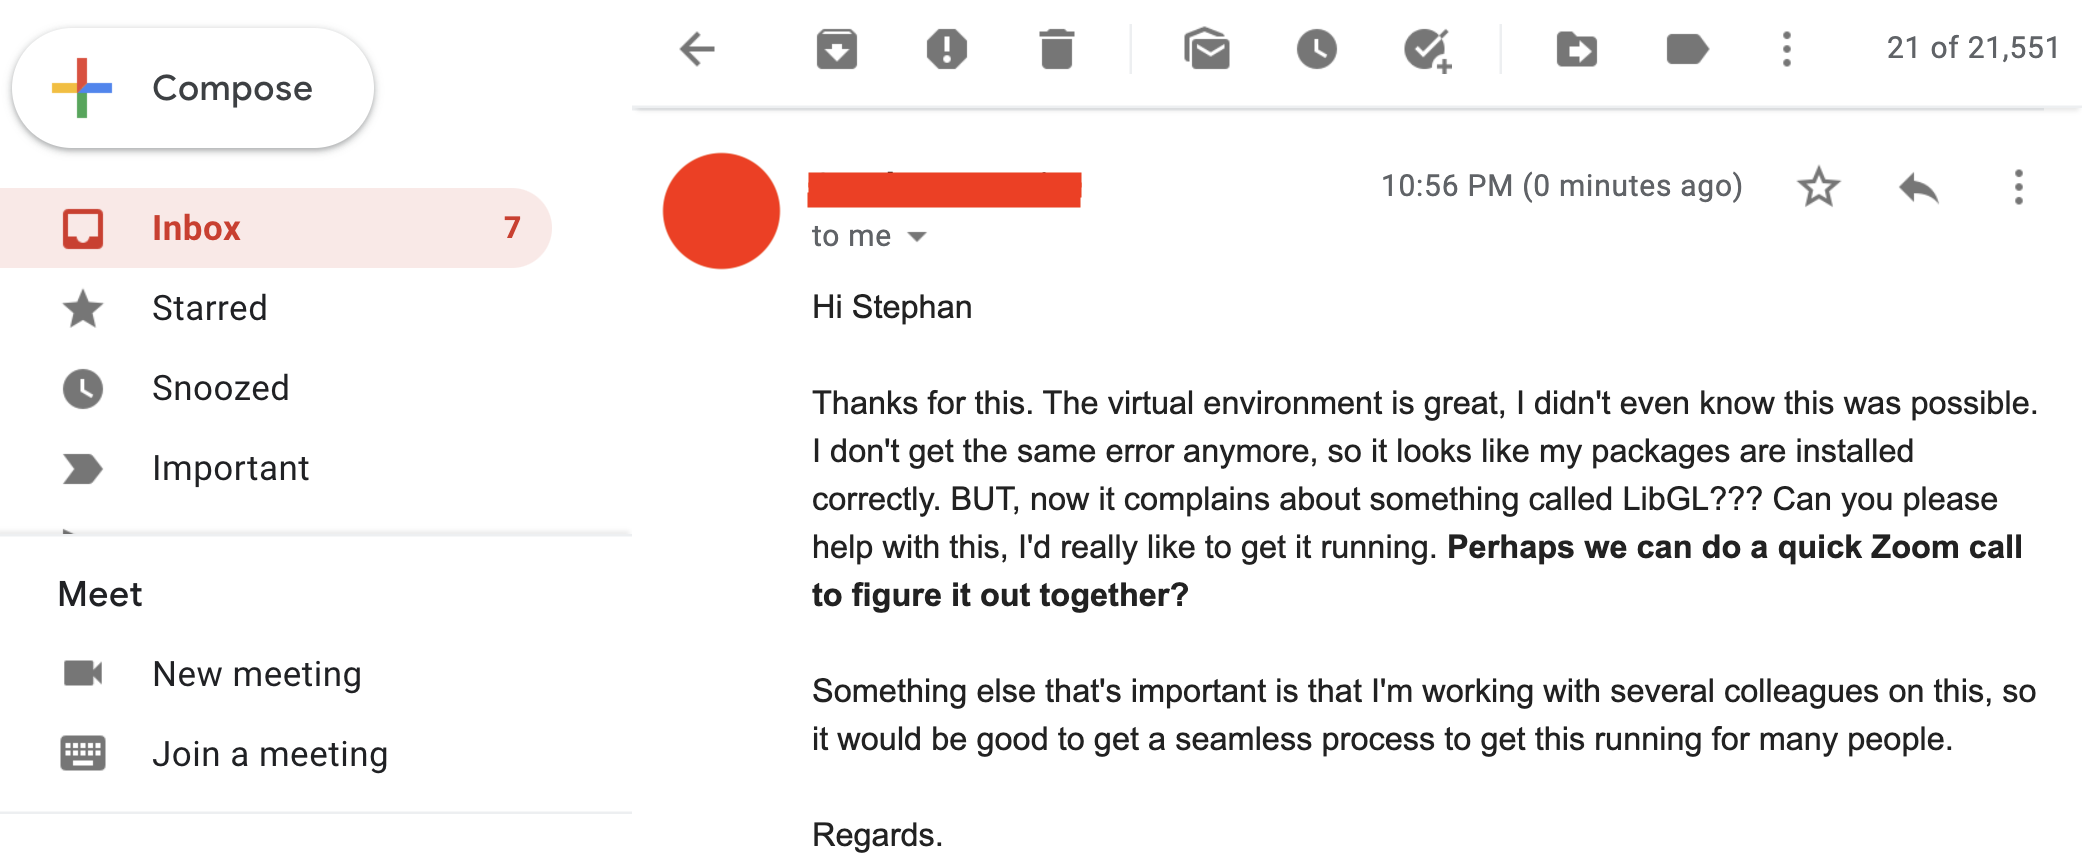 Compose
21 of 21,551
Inbox 7
Starred
Snoozed
Important
Meet
New meeting
Join a meeting
10:56 PM (0 minutes ago)
to me
Hi Stephan
Thanks for this. The virtual environment is great, I didn't even know this was possible.
I don't get the same error anymore, so it looks like my packages are installed
correctly. BUT, now it complains about something called LibGL??? Can you please
help with this, I'd really like to get it running. Perhaps we can do a quick Zoom call
to figure it out together?
Something else that's important is that I'm working with several colleagues on this, so
it would be good to get a seamless process to get this running for many people.
Regards.